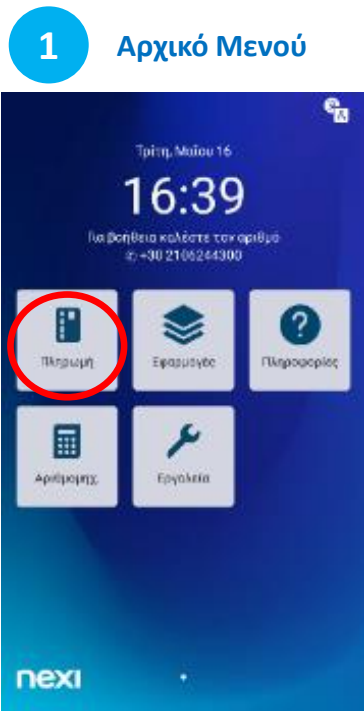 1 Αρχικό Μενού
Τρίτη, Μαΐου 16
16:39
Για βοήθεια καλέστε τον αριθμό
✆ +30 2106244300
Πληρωμή Εφαρμογές Πληροφορίες
Αριθμομηχ. Εργαλεία
nexi